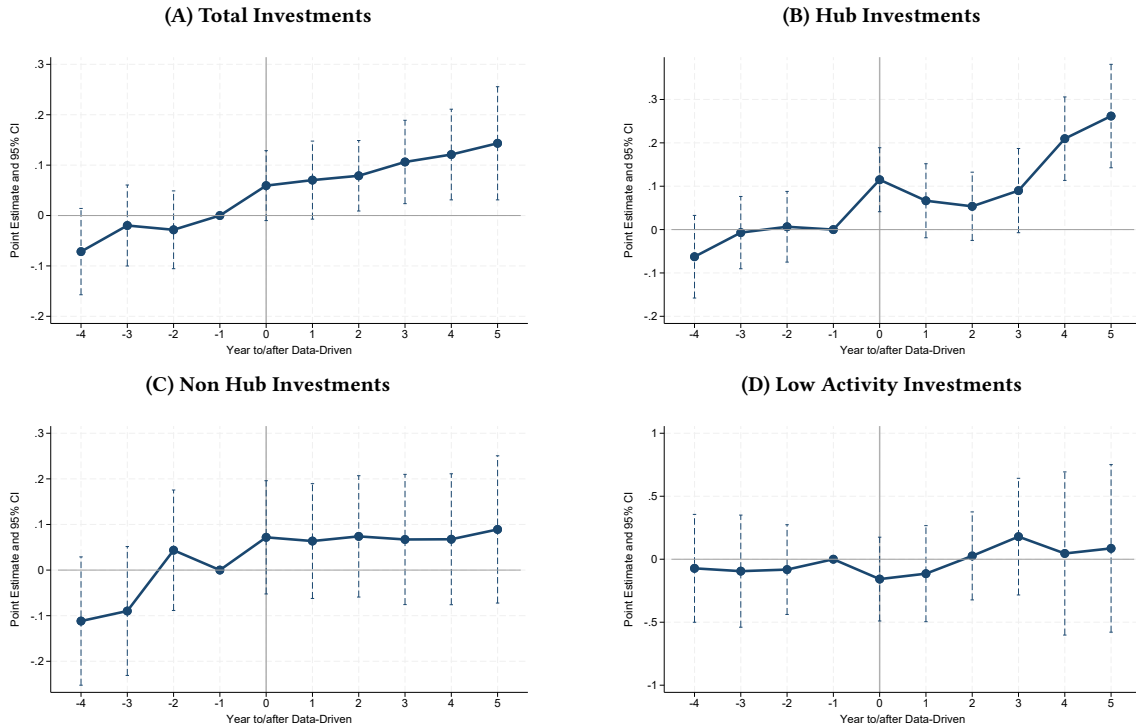 (A) Total Investments
Point Estimate and 95% CI
.3
.2
.1
0
-.1
-.2
-4 -3 -2 -1 0 1 2 3 4 5
Year to/after Data-Driven
(B) Hub Investments
Point Estimate and 95% CI
.3
.2
.1
0
-.1
-.2
-4 -3 -2 -1 0 1 2 3 4 5
Year to/after Data-Driven
(C) Non Hub Investments
Point Estimate and 95% CI
.3
.2
.1
0
-.1
-.2
-4 -3 -2 -1 0 1 2 3 4 5
Year to/after Data-Driven
(D) Low Activity Investments
Point Estimate and 95% CI
1
.5
0
-.5
-1
-4 -3 -2 -1 0 1 2 3 4 5
Year to/after Data-Driven